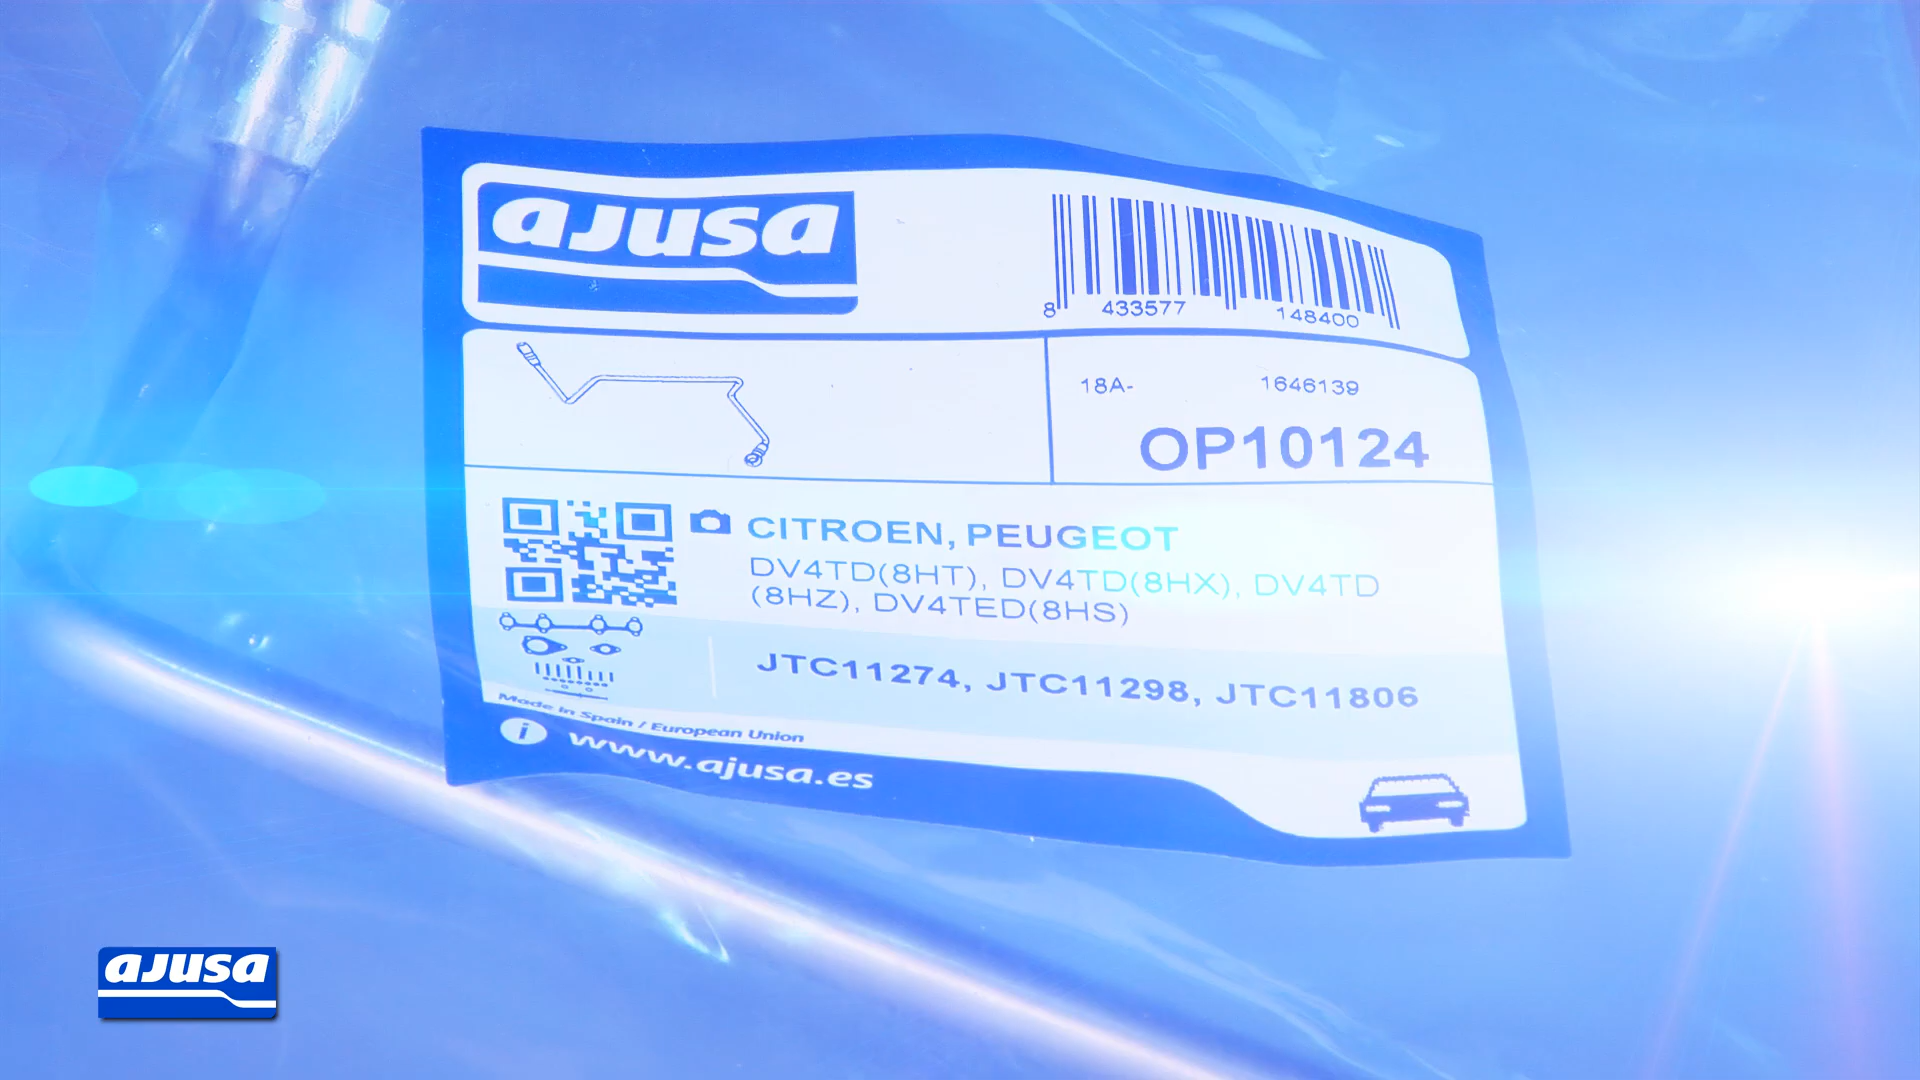 ajusa
8 433577 148400
18A- 1646139
OP10124
CITROEN, PEUGEOT
DV4TD(8HT), DV4TD(8HX), DV4TD
(8HZ), DV4TED(8HS)
JTC11274, JTC11298, JTC11806
Made in Spain / European Union
i www.ajusa.es
ajusa